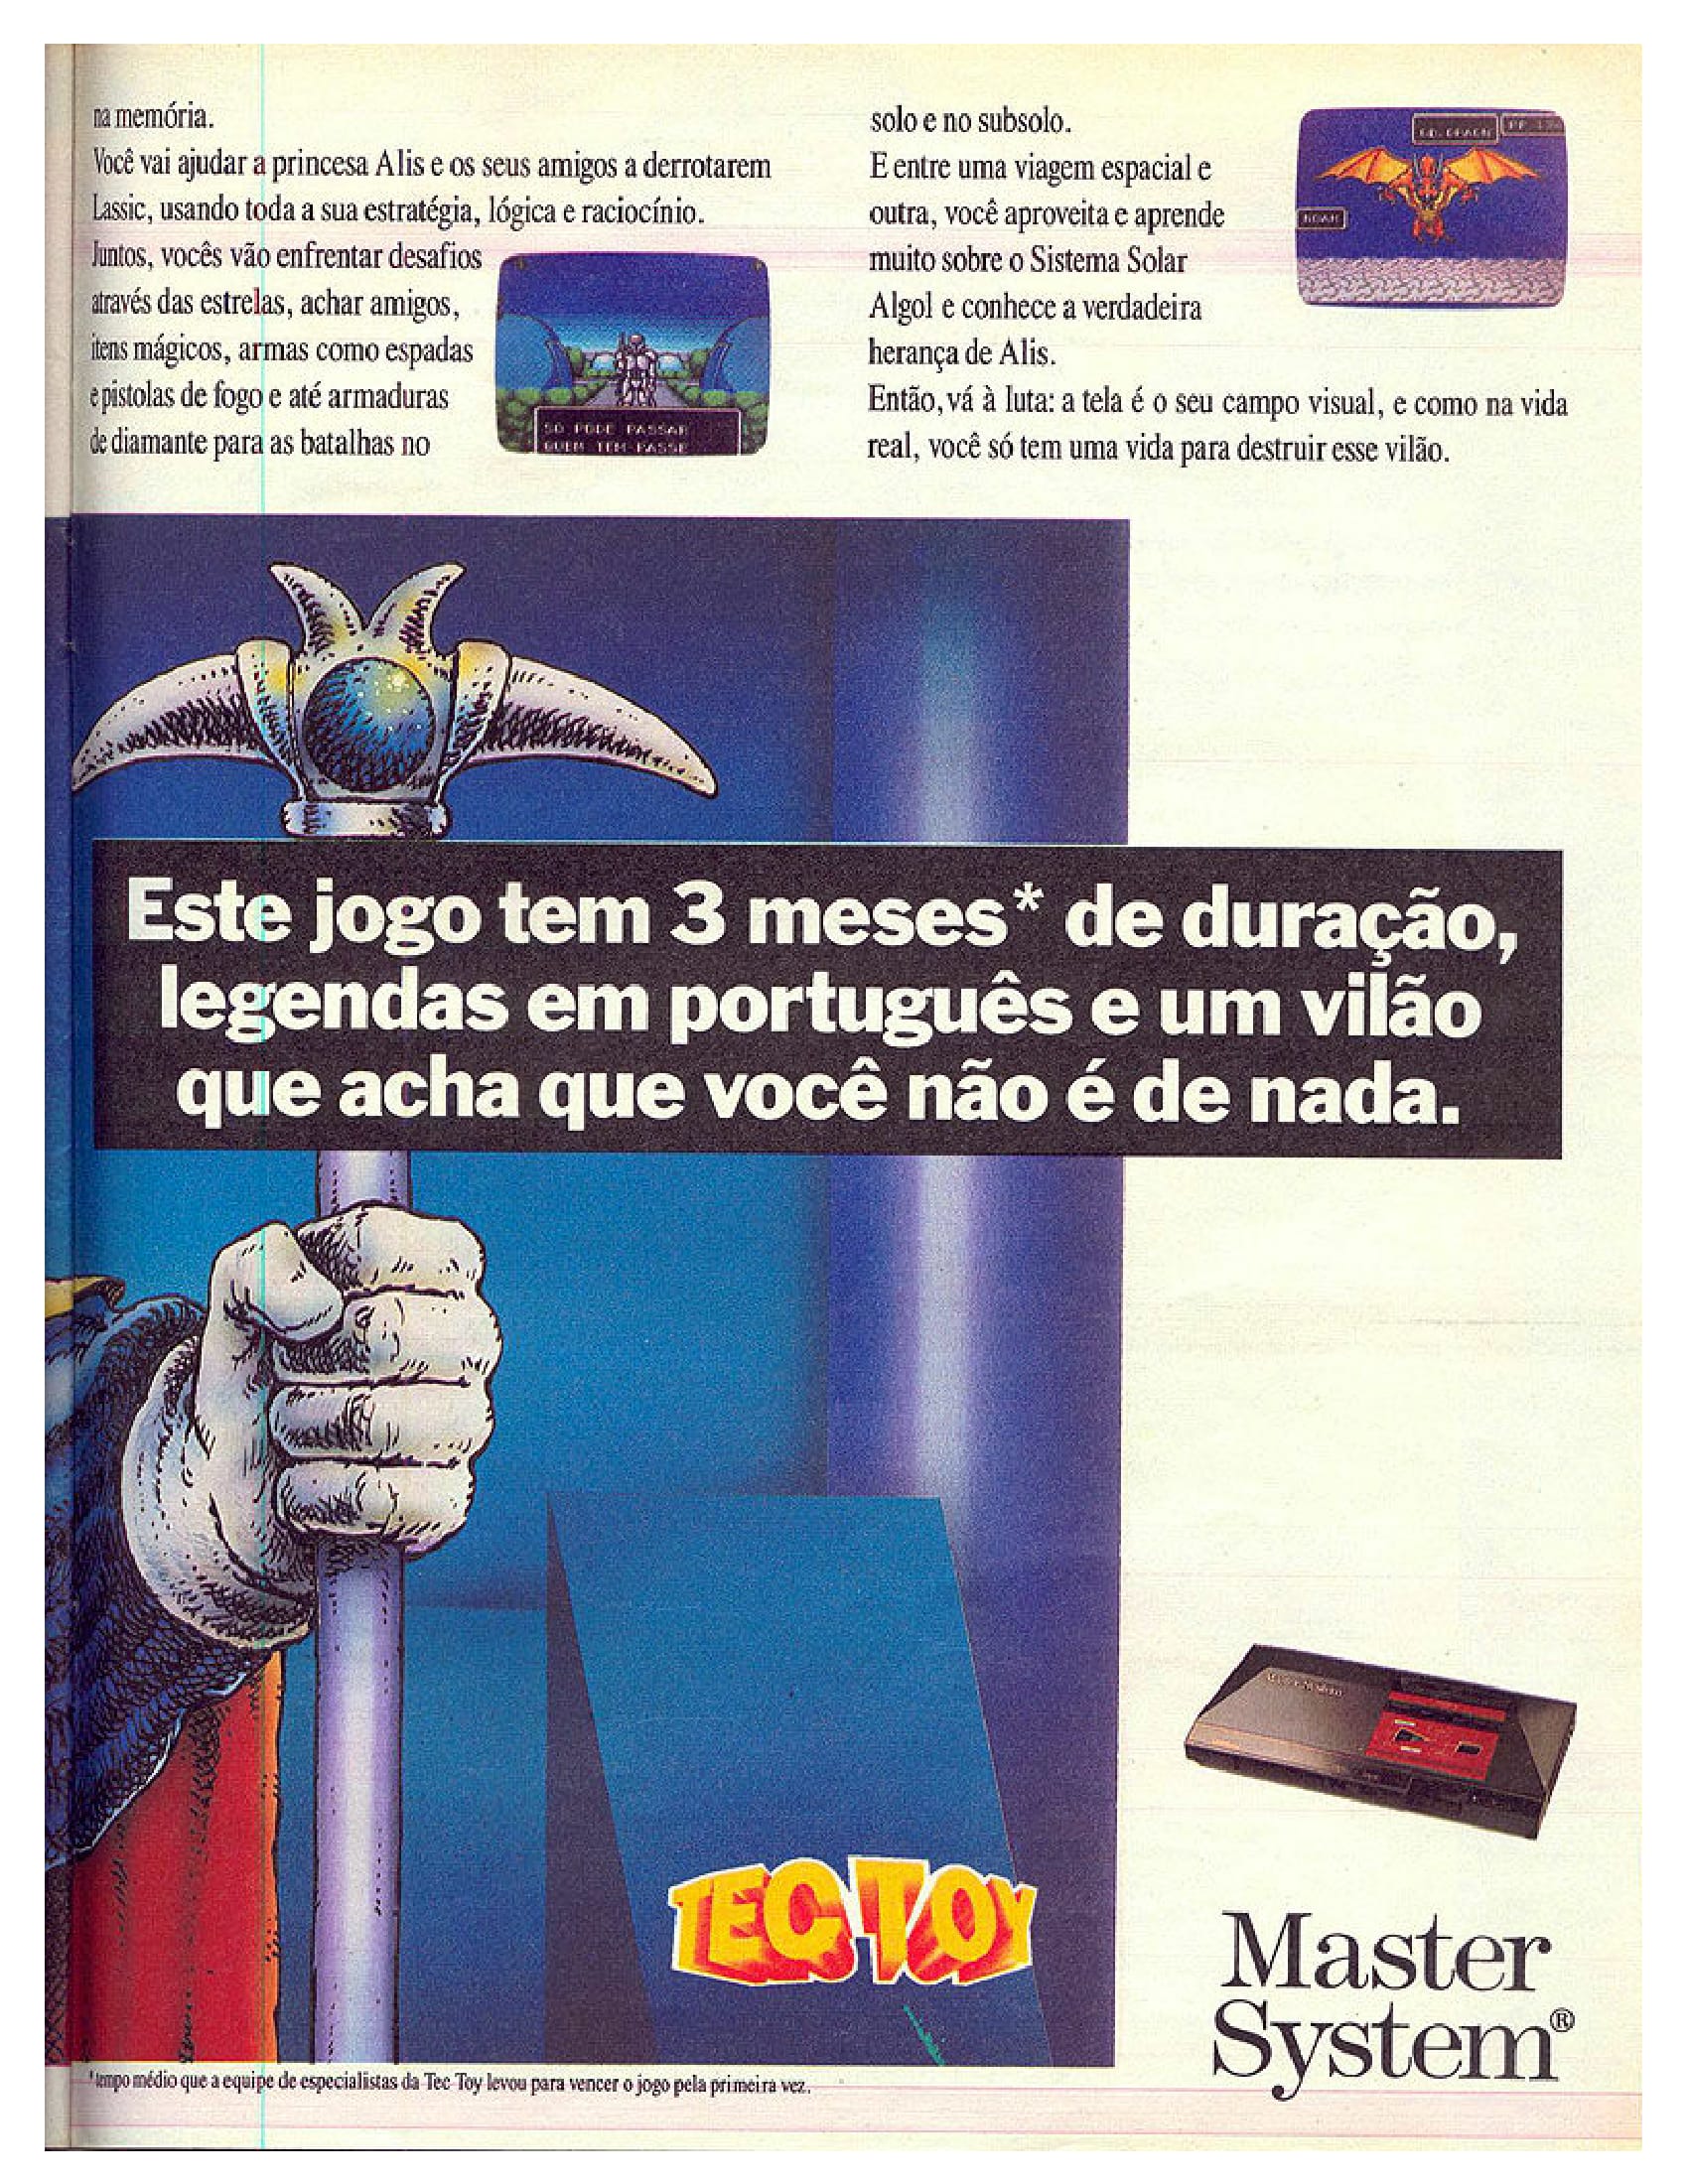 na memória.
Você vai ajudar a princesa Alis e os seus amigos a derrotarem
Lassic, usando toda a sua estratégia, lógica e raciocínio.
Juntos, vocês vão enfrentar desafios
através das estrelas, achar amigos,
itens mágicos, armas como espadas
e pistolas de fogo e até armaduras
de diamante para as batalhas no
SO PODE PASSAR
QUEM TEM PASSE
solo e no subsolo.
E entre uma viagem espacial e
outra, você aproveita e aprende
muito sobre o Sistema Solar
Algol e conhece a verdadeira
herança de Alis.
Então, vá à luta: a tela é o seu campo visual, e como na vida
real, você só tem uma vida para destruir esse vilão.
NOAH
Este jogo tem 3 meses* de duração,
legendas em português e um vilão
que acha que você não é de nada.
TEC TOY
Master
System®
*tempo médio que a equipe de especialistas da Tec Toy levou para vencer o jogo pela primeira vez.